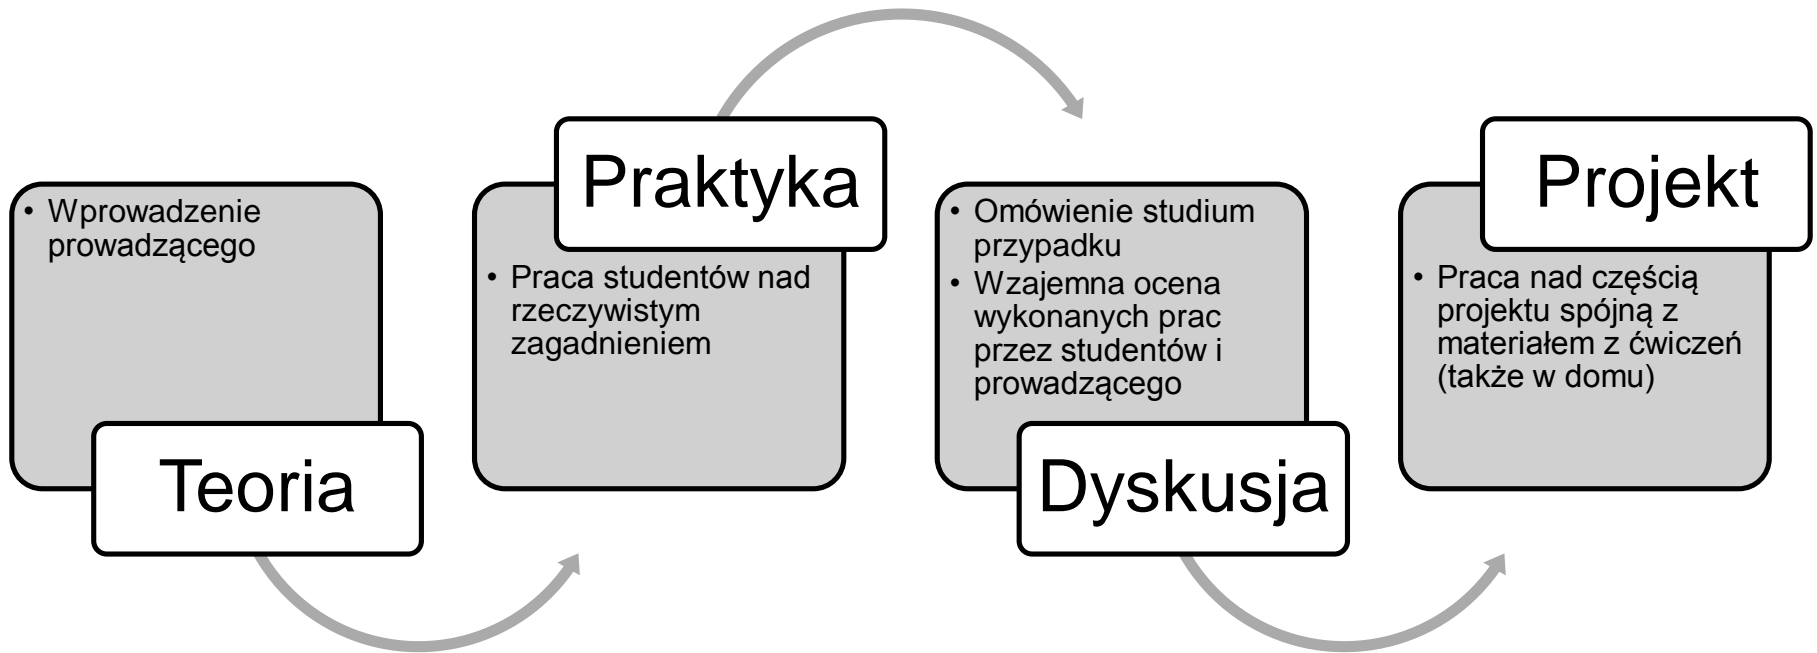 • Wprowadzenie
prowadzącego
Teoria
Praktyka
• Praca studentów nad
rzeczywistym
zagadnieniem
• Omówienie studium
przypadku
• Wzajemna ocena
wykonanych prac
przez studentów i
prowadzącego
Dyskusja
Projekt
• Praca nad częścią
projektu spójną z
materiałem z ćwiczeń
(także w domu)